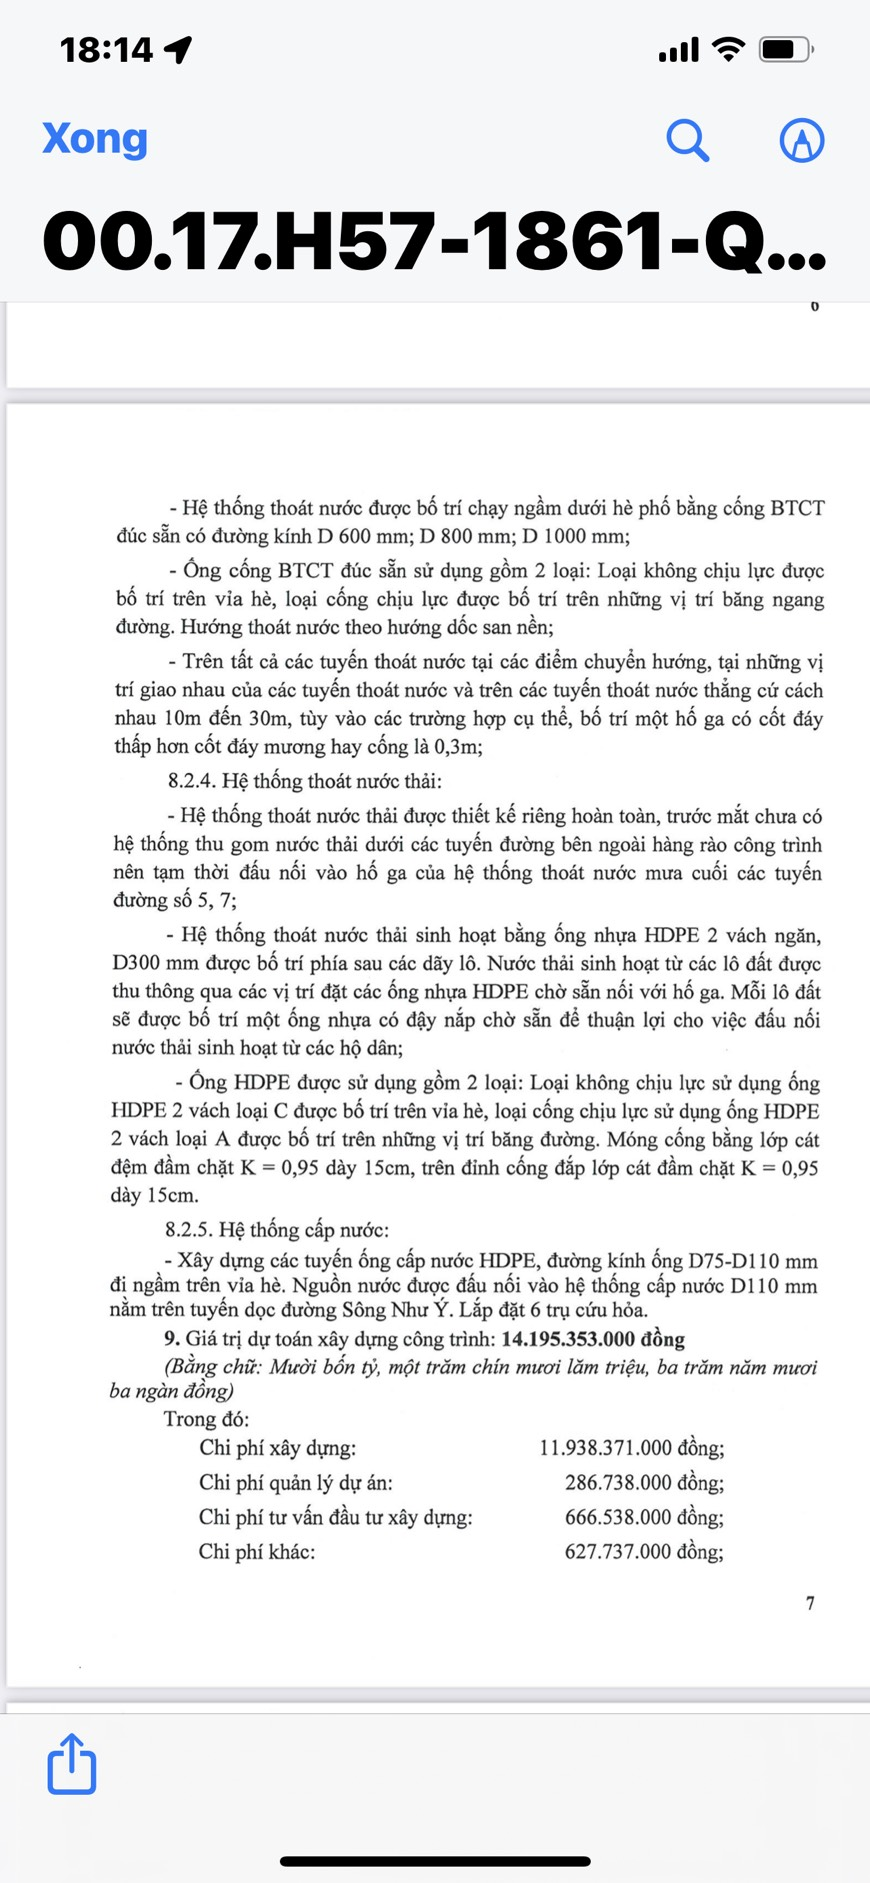 18:14
Xong
00.17.H57-1861-Q...
6
- Hệ thống thoát nước được bố trí chạy ngầm dưới hè phố bằng cống BTCT
đúc sẵn có đường kính D 600 mm; D 800 mm; D 1000 mm;
- Ống cống BTCT đúc sẵn sử dụng gồm 2 loại: Loại không chịu lực được
bố trí trên vỉa hè, loại cống chịu lực được bố trí trên những vị trí băng ngang
đường. Hướng thoát nước theo hướng dốc san nền;
- Trên tất cả các tuyến thoát nước tại các điểm chuyển hướng, tại những vị
trí giao nhau của các tuyến thoát nước và trên các tuyến thoát nước thẳng cứ cách
nhau 10m đến 30m, tùy vào các trường hợp cụ thể, bố trí một hố ga có cốt đáy
thấp hơn cốt đáy mương hay cống là 0,3m;
8.2.4. Hệ thống thoát nước thải:
- Hệ thống thoát nước thải được thiết kế riêng hoàn toàn, trước mắt chưa có
hệ thống thu gom nước thải dưới các tuyến đường bên ngoài hàng rào công trình
nên tạm thời đấu nối vào hố ga của hệ thống thoát nước mưa cuối các tuyến
đường số 5, 7;
- Hệ thống thoát nước thải sinh hoạt bằng ống nhựa HDPE 2 vách ngăn,
D300 mm được bố trí phía sau các dãy lô. Nước thải sinh hoạt từ các lô đất được
thu thông qua các vị trí đặt các ống nhựa HDPE chờ sẵn nối với hố ga. Mỗi lô đất
sẽ được bố trí một ống nhựa có đậy nắp chờ sẵn để thuận lợi cho việc đấu nối
nước thải sinh hoạt từ các hộ dân;
- Ống HDPE được sử dụng gồm 2 loại: Loại không chịu lực sử dụng ống
HDPE 2 vách loại C được bố trí trên vỉa hè, loại cống chịu lực sử dụng ống HDPE
2 vách loại A được bố trí trên những vị trí băng đường. Móng cống bằng lớp cát
đệm đầm chặt K = 0,95 dày 15cm, trên đỉnh cống đắp lớp cát đầm chặt K = 0,95
dày 15cm.
8.2.5. Hệ thống cấp nước:
- Xây dựng các tuyến ống cấp nước HDPE, đường kính ống D75-D110 mm
đi ngầm trên vỉa hè. Nguồn nước được đấu nối vào hệ thống cấp nước D110 mm
nằm trên tuyến dọc đường Sông Như Ý. Lắp đặt 6 trụ cứu hỏa.
9. Giá trị dự toán xây dựng công trình: 14.195.353.000 đồng
(Bằng chữ: Mười bốn tỷ, một trăm chín mươi lăm triệu, ba trăm năm mươi
ba ngàn đồng)
Trong đó:
Chi phí xây dựng: 11.938.371.000 đồng;
Chi phí quản lý dự án: 286.738.000 đồng;
Chi phí tư vấn đầu tư xây dựng: 666.538.000 đồng;
Chi phí khác: 627.737.000 đồng;
7